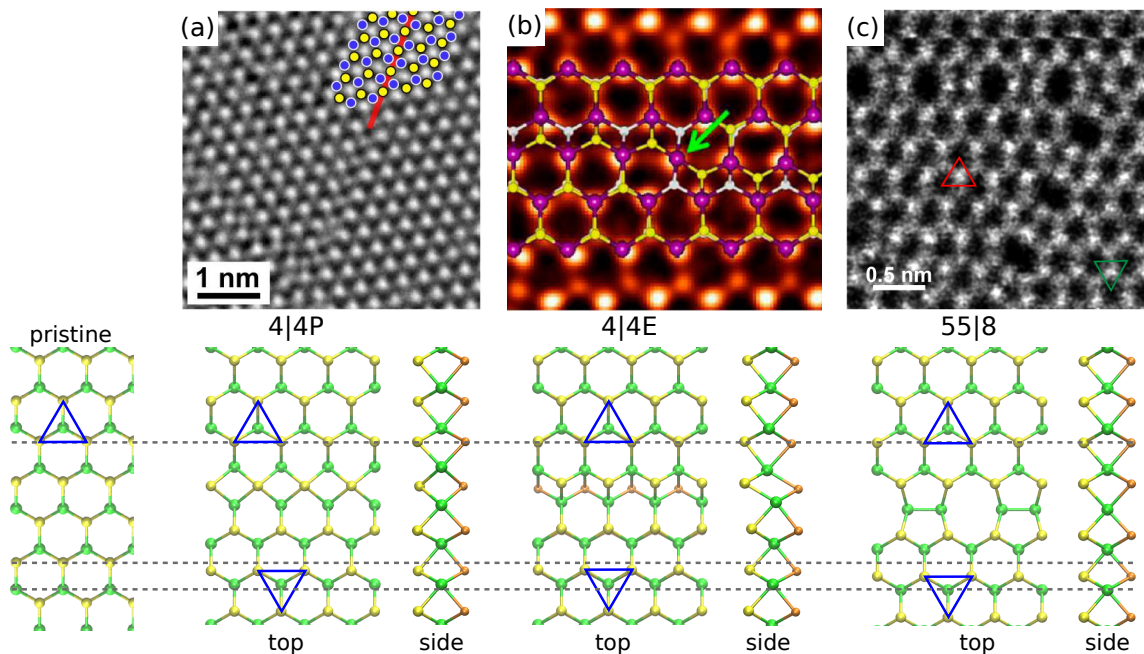 (a)
(b)
(c)
1 nm
0.5 nm
pristine
4|4P
4|4E
55|8
top
side
top
side
top
side